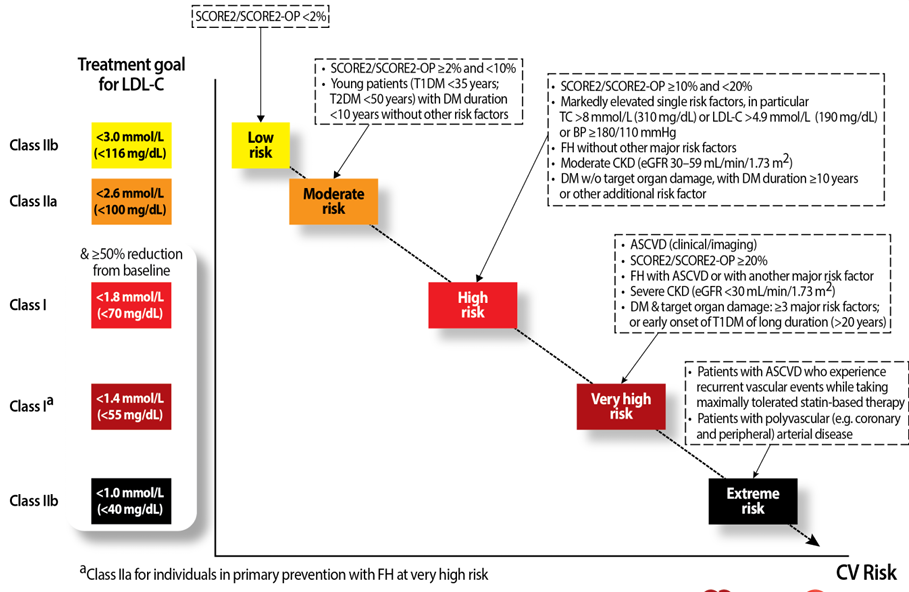 SCORE2/SCORE2-OP <2%
Treatment goal
for LDL-C
• SCORE2/SCORE2-OP ≥2% and <10%
• Young patients (T1DM <35 years;
T2DM <50 years) with DM duration
<10 years without other risk factors
• SCORE2/SCORE2-OP ≥10% and <20%
• Markedly elevated single risk factors, in particular
TC >8 mmol/L (310 mg/dL) or LDL-C >4.9 mmol/L (190 mg/dL)
or BP ≥180/110 mmHg
• FH without other major risk factors
• Moderate CKD (eGFR 30–59 mL/min/1.73 m²)
• DM w/o target organ damage, with DM duration ≥10 years
or other additional risk factor
Class IIb
<3.0 mmol/L
(<116 mg/dL)
Low
risk
Class IIa
<2.6 mmol/L
(<100 mg/dL)
Moderate
risk
& ≥50% reduction
from baseline
• ASCVD (clinical/imaging)
• SCORE2/SCORE2-OP ≥20%
• FH with ASCVD or with another major risk factor
• Severe CKD (eGFR <30 mL/min/1.73 m²)
• DM & target organ damage: ≥3 major risk factors;
or early onset of T1DM of long duration (>20 years)
Class I
<1.8 mmol/L
(<70 mg/dL)
High
risk
Class Iᵃ
<1.4 mmol/L
(<55 mg/dL)
Very high
risk
• Patients with ASCVD who experience
recurrent vascular events while taking
maximally tolerated statin-based therapy
• Patients with polyvascular (e.g. coronary
and peripheral) arterial disease
Class IIb
<1.0 mmol/L
(<40 mg/dL)
Extreme
risk
ᵃClass IIa for individuals in primary prevention with FH at very high risk
CV Risk